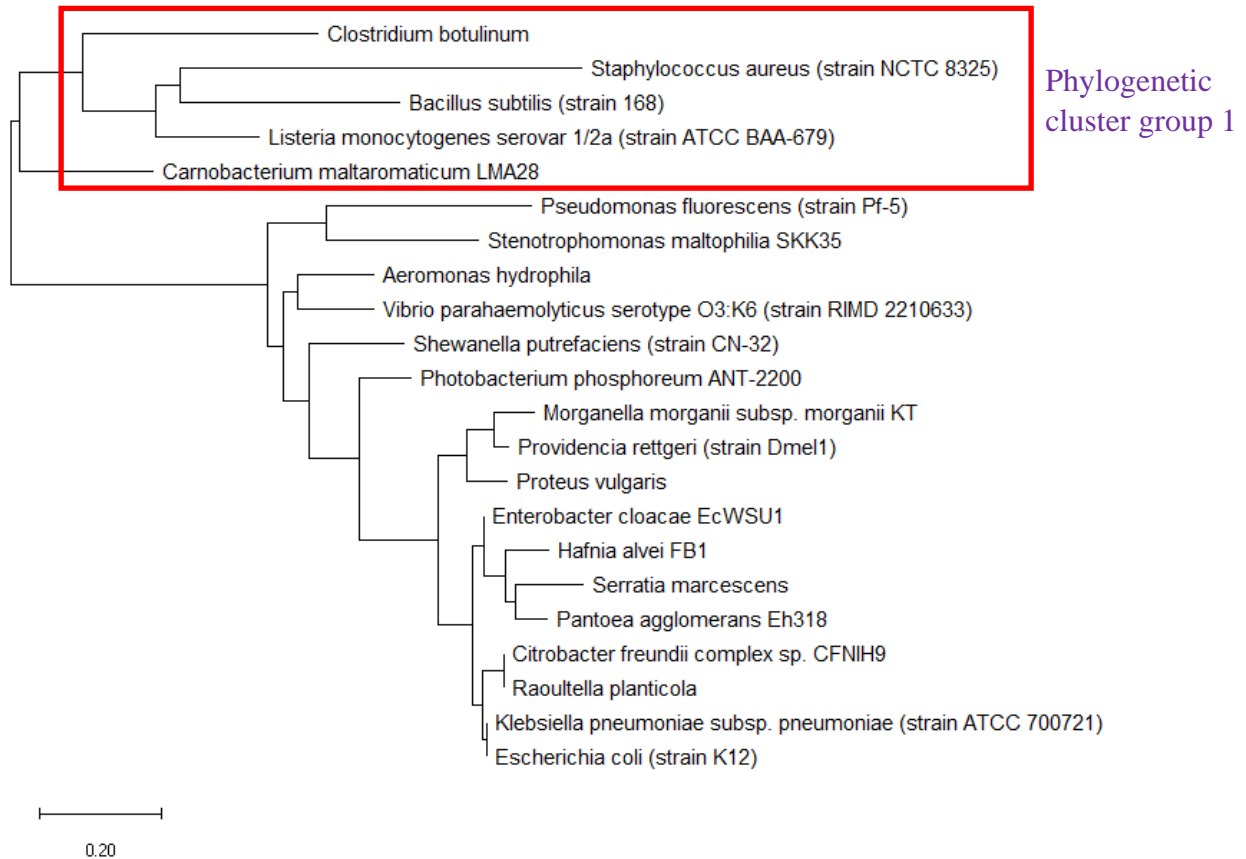 Clostridium botulinum
Staphylococcus aureus (strain NCTC 8325)
Bacillus subtilis (strain 168)
Listeria monocytogenes serovar 1/2a (strain ATCC BAA-679)
Carnobacterium maltaromaticum LMA28
Phylogenetic
cluster group 1
Pseudomonas fluorescens (strain Pf-5)
Stenotrophomonas maltophilia SKK35
Aeromonas hydrophila
Vibrio parahaemolyticus serotype O3:K6 (strain RIMD 2210633)
Shewanella putrefaciens (strain CN-32)
Photobacterium phosphoreum ANT-2200
Morganella morganii subsp. morganii KT
Providencia rettgeri (strain Dmel1)
Proteus vulgaris
Enterobacter cloacae EcWSU1
Hafnia alvei FB1
Serratia marcescens
Pantoea agglomerans Eh318
Citrobacter freundii complex sp. CFNIH9
Raoultella planticola
Klebsiella pneumoniae subsp. pneumoniae (strain ATCC 700721)
Escherichia coli (strain K12)
0.20